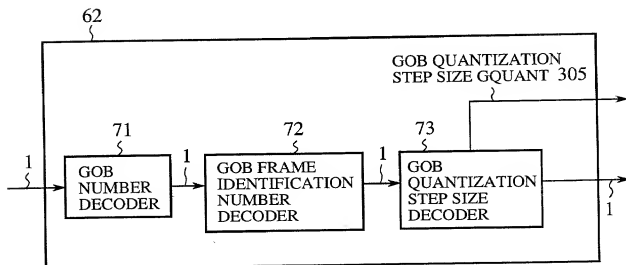 62
GOB QUANTIZATION
STEP SIZE GQUANT 305
71
72
73
1
1
1
1
GOB
NUMBER
DECODER
GOB FRAME
IDENTIFICATION
NUMBER
DECODER
GOB
QUANTIZATION
STEP SIZE
DECODER